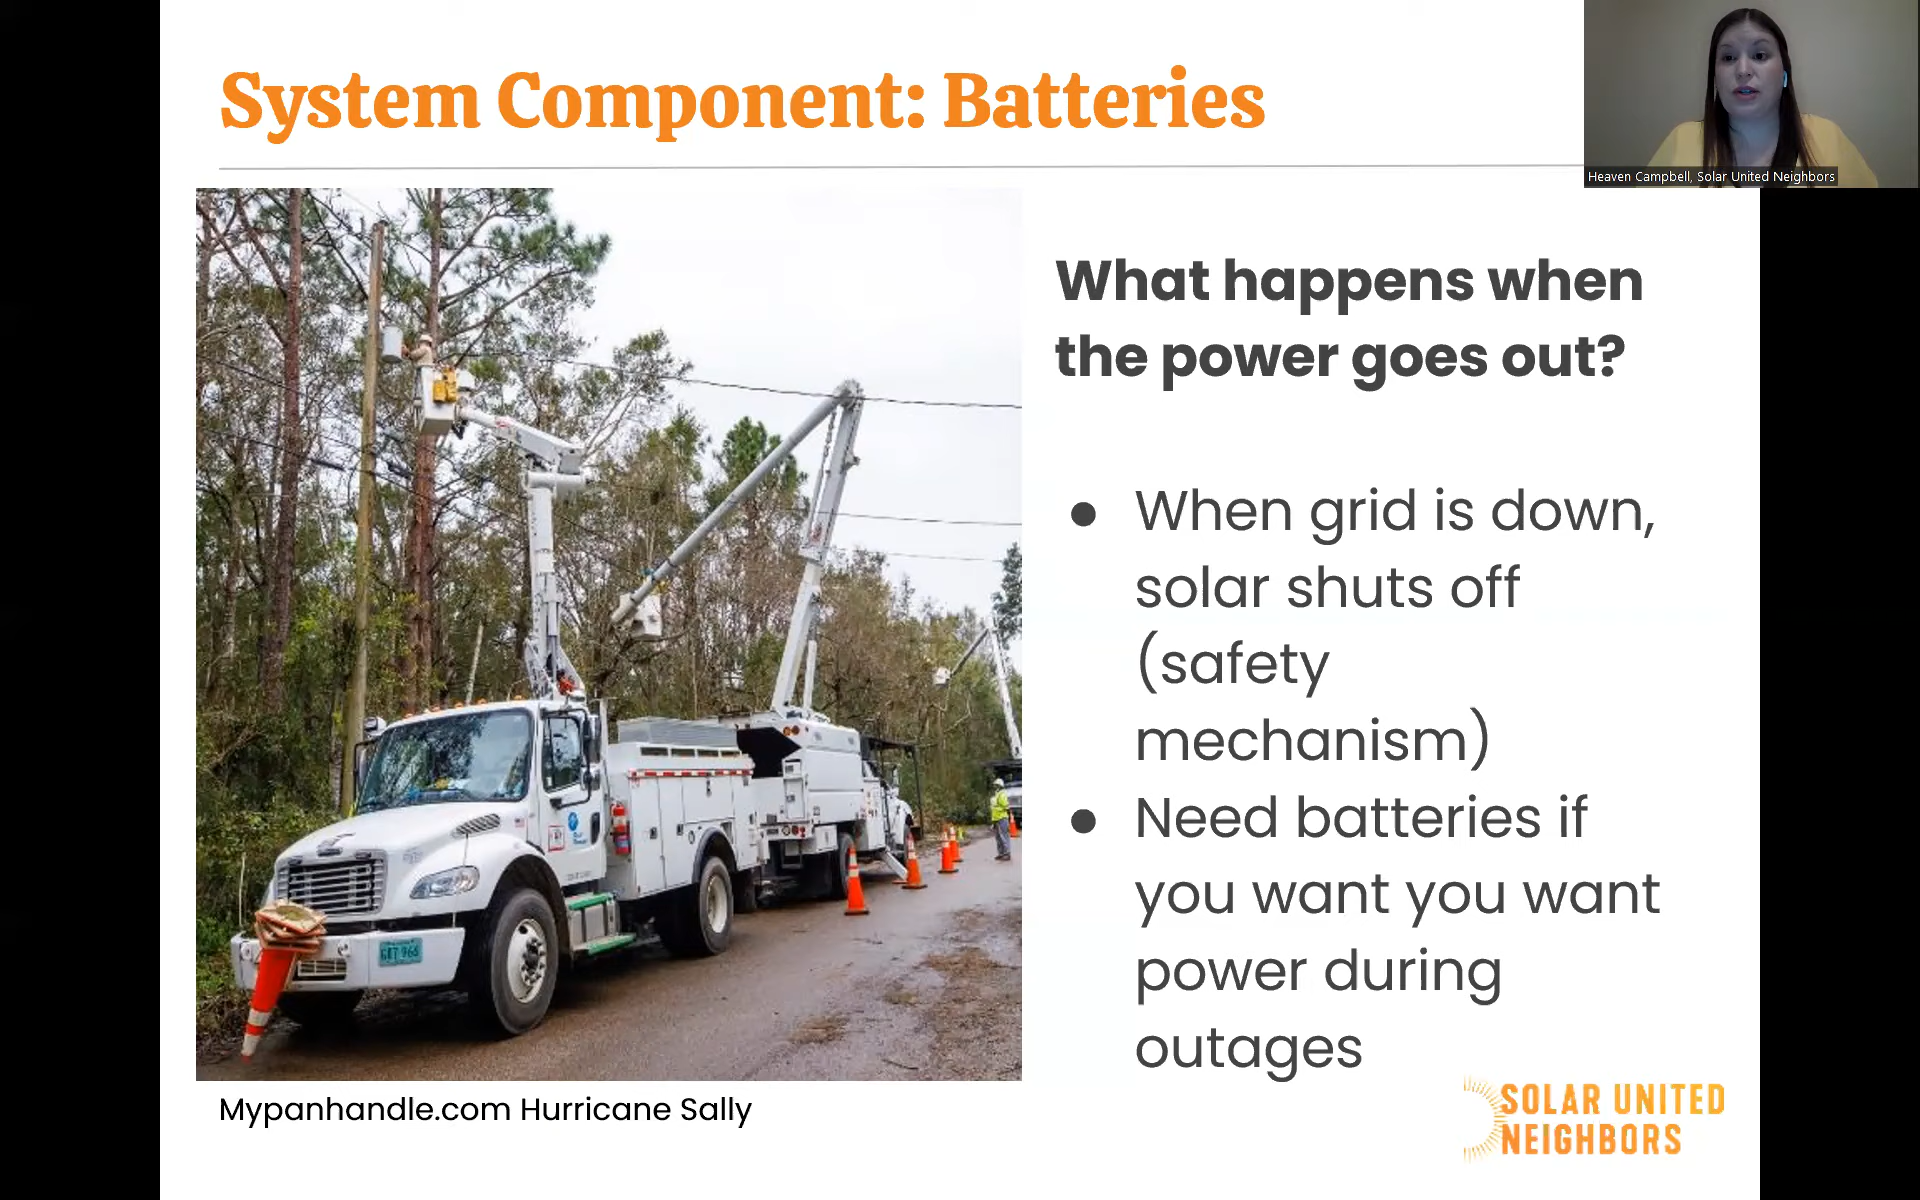 System Component: Batteries
Heaven Campbell, Solar United Neighbors
What happens when
the power goes out?
● When grid is down,
solar shuts off
(safety
mechanism)
● Need batteries if
you want you want
power during
outages
Mypanhandle.com Hurricane Sally
SOLAR UNITED
NEIGHBORS